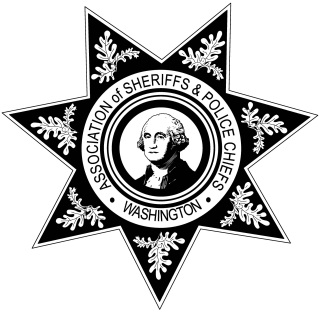 ASSOCIATION of SHERIFFS & POLICE CHIEFS
• WASHINGTON •